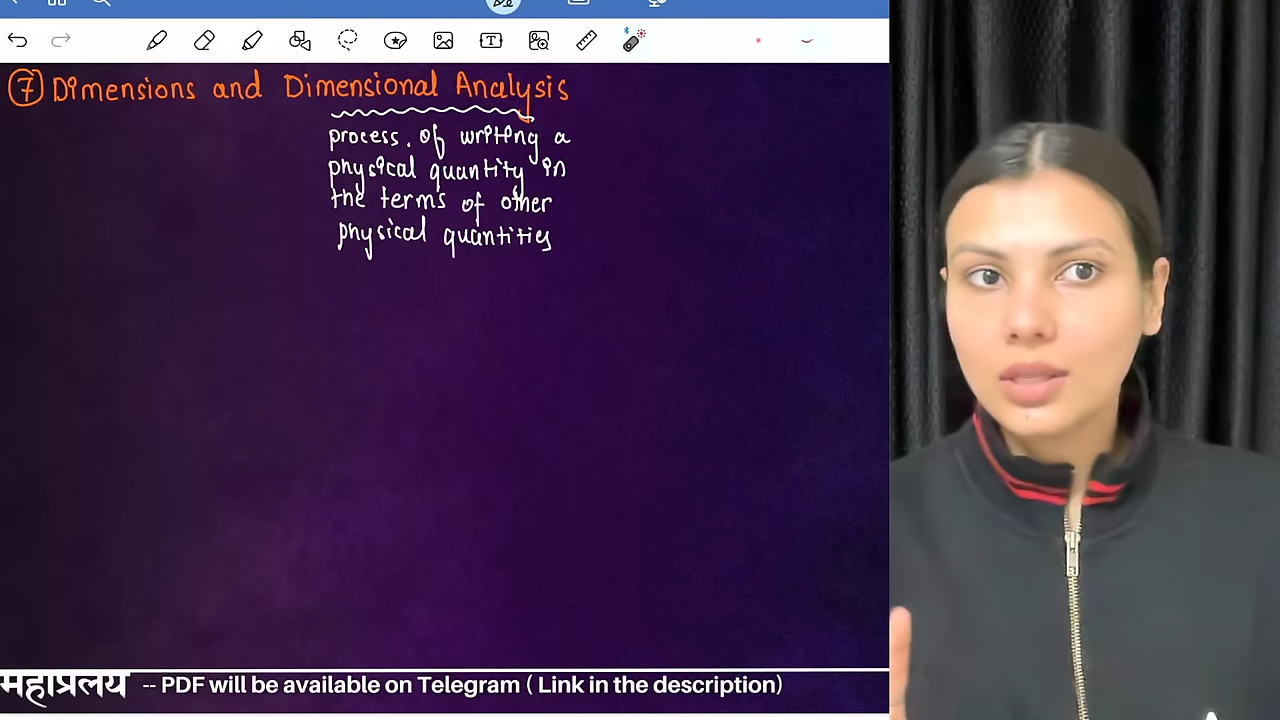 ⑦ Dimensions and Dimensional Analysis
process. of writing a
physical quantity in
the terms of other
physical quantities
महाप्रलय -- PDF will be available on Telegram ( Link in the description)